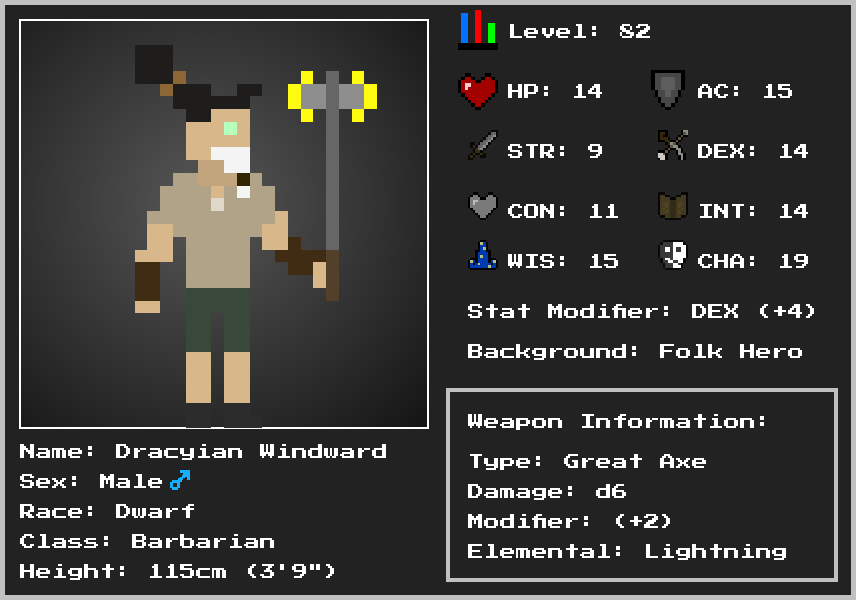 Level: 82
HP: 14
AC: 15
STR: 9
DEX: 14
CON: 11
INT: 14
WIS: 15
CHA: 19
Stat Modifier: DEX (+4)
Background: Folk Hero
Weapon Information:
Type: Great Axe
Damage: d6
Modifier: (+2)
Elemental: Lightning
Name: Dracyian Windward
Sex: Male ♂
Race: Dwarf
Class: Barbarian
Height: 115cm (3'9")